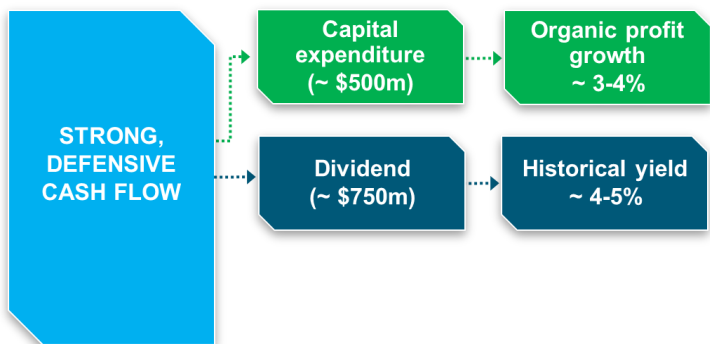 STRONG,
DEFENSIVE
CASH FLOW
Capital
expenditure
(~ $500m)
Organic profit
growth
~ 3-4%
Dividend
(~ $750m)
Historical yield
~ 4-5%